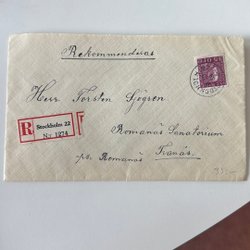 Rekommenderas
Herr Torsten Sjögren
R
Stockholm 22
Nr 1274
Romanäs Sanatorium
p/s. Romanäs Tranås.